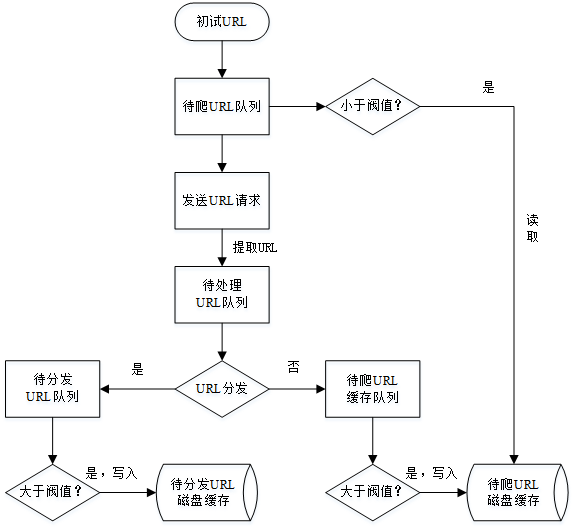 初试URL
待爬URL队列
小于阀值?
是
发送URL请求
读
取
提取URL
待处理
URL队列
是
URL分发
否
待分发
URL队列
待爬URL
缓存队列
大于阀值?
是，写入
待分发URL
磁盘缓存
大于阀值?
是，写入
待爬URL
磁盘缓存